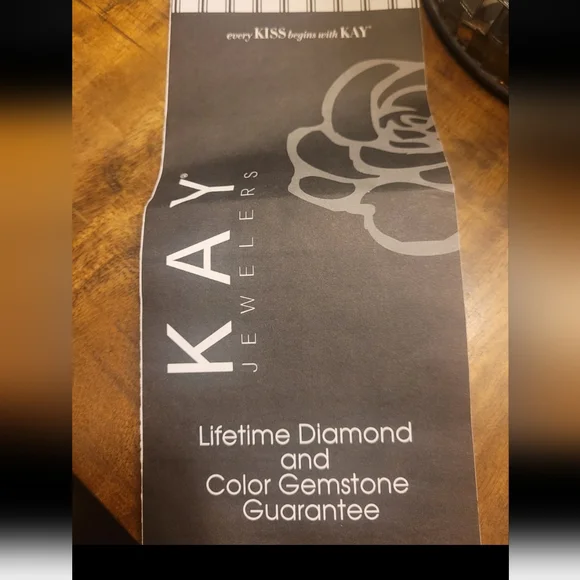 every KISS begins with KAY®
KAY®
JEWELERS
Lifetime Diamond
and
Color Gemstone
Guarantee